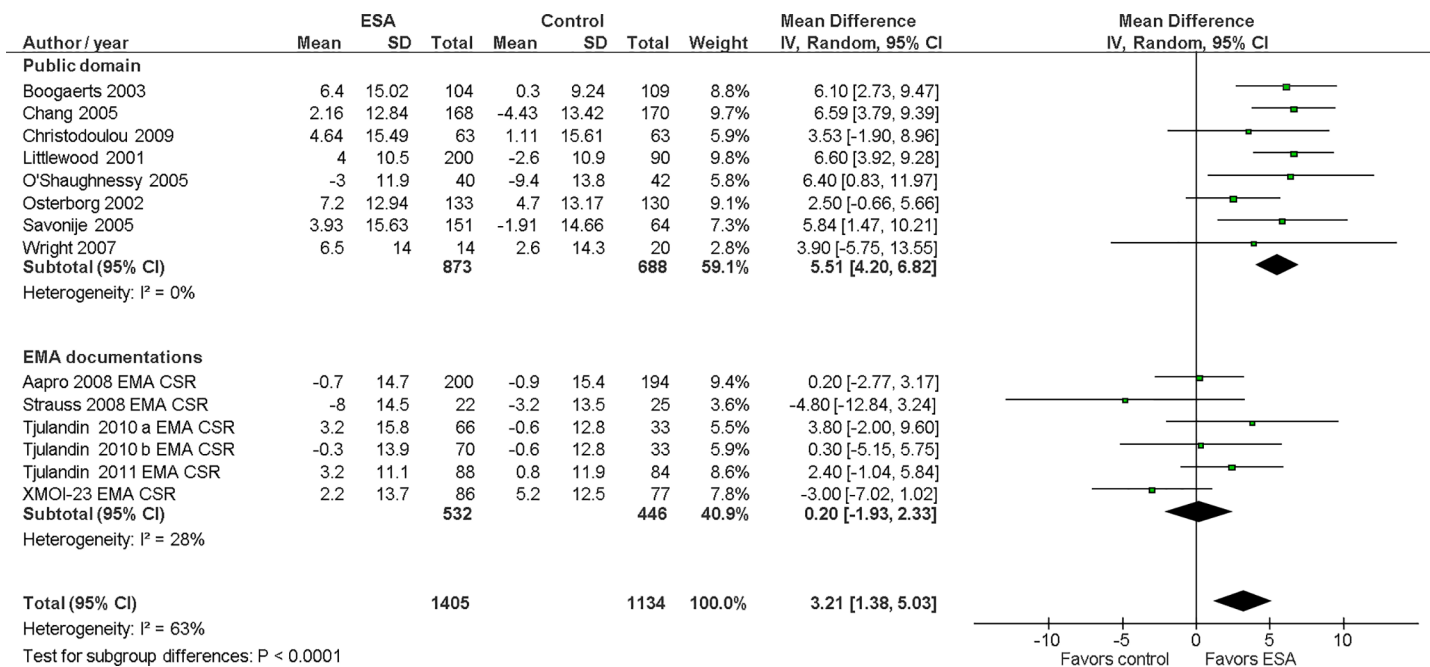 ESA Control Mean Difference Mean Difference
Author / year Mean SD Total Mean SD Total Weight IV, Random, 95% CI IV, Random, 95% CI
Public domain
Boogaerts 2003 6.4 15.02 104 0.3 9.24 109 8.8% 6.10 [2.73, 9.47]
Chang 2005 2.16 12.84 168 -4.43 13.42 170 9.7% 6.59 [3.79, 9.39]
Christodoulou 2009 4.64 15.49 63 1.11 15.61 63 5.9% 3.53 [-1.90, 8.96]
Littlewood 2001 4 10.5 200 -2.6 10.9 90 9.8% 6.60 [3.92, 9.28]
O'Shaughnessy 2005 -3 11.9 40 -9.4 13.8 42 5.8% 6.40 [0.83, 11.97]
Osterborg 2002 7.2 12.94 133 4.7 13.17 130 9.1% 2.50 [-0.66, 5.66]
Savonije 2005 3.93 15.63 151 -1.91 14.66 64 7.3% 5.84 [1.47, 10.21]
Wright 2007 6.5 14 14 2.6 14.3 20 2.8% 3.90 [-5.75, 13.55]
Subtotal (95% CI) 873 688 59.1% 5.51 [4.20, 6.82]
Heterogeneity: I² = 0%
EMA documentations
Aapro 2008 EMA CSR -0.7 14.7 200 -0.9 15.4 194 9.4% 0.20 [-2.77, 3.17]
Strauss 2008 EMA CSR -8 14.5 22 -3.2 13.5 25 3.6% -4.80 [-12.84, 3.24]
Tjulandin 2010 a EMA CSR 3.2 15.8 66 -0.6 12.8 33 5.5% 3.80 [-2.00, 9.60]
Tjulandin 2010 b EMA CSR -0.3 13.9 70 -0.6 12.8 33 5.9% 0.30 [-5.15, 5.75]
Tjulandin 2011 EMA CSR 3.2 11.1 88 0.8 11.9 84 8.6% 2.40 [-1.04, 5.84]
XMOI-23 EMA CSR 2.2 13.7 86 5.2 12.5 77 7.8% -3.00 [-7.02, 1.02]
Subtotal (95% CI) 532 446 40.9% 0.20 [-1.93, 2.33]
Heterogeneity: I² = 28%
Total (95% CI) 1405 1134 100.0% 3.21 [1.38, 5.03]
Heterogeneity: I² = 63%
-10 -5 0 5 10
Test for subgroup differences: P < 0.0001 Favors control Favors ESA